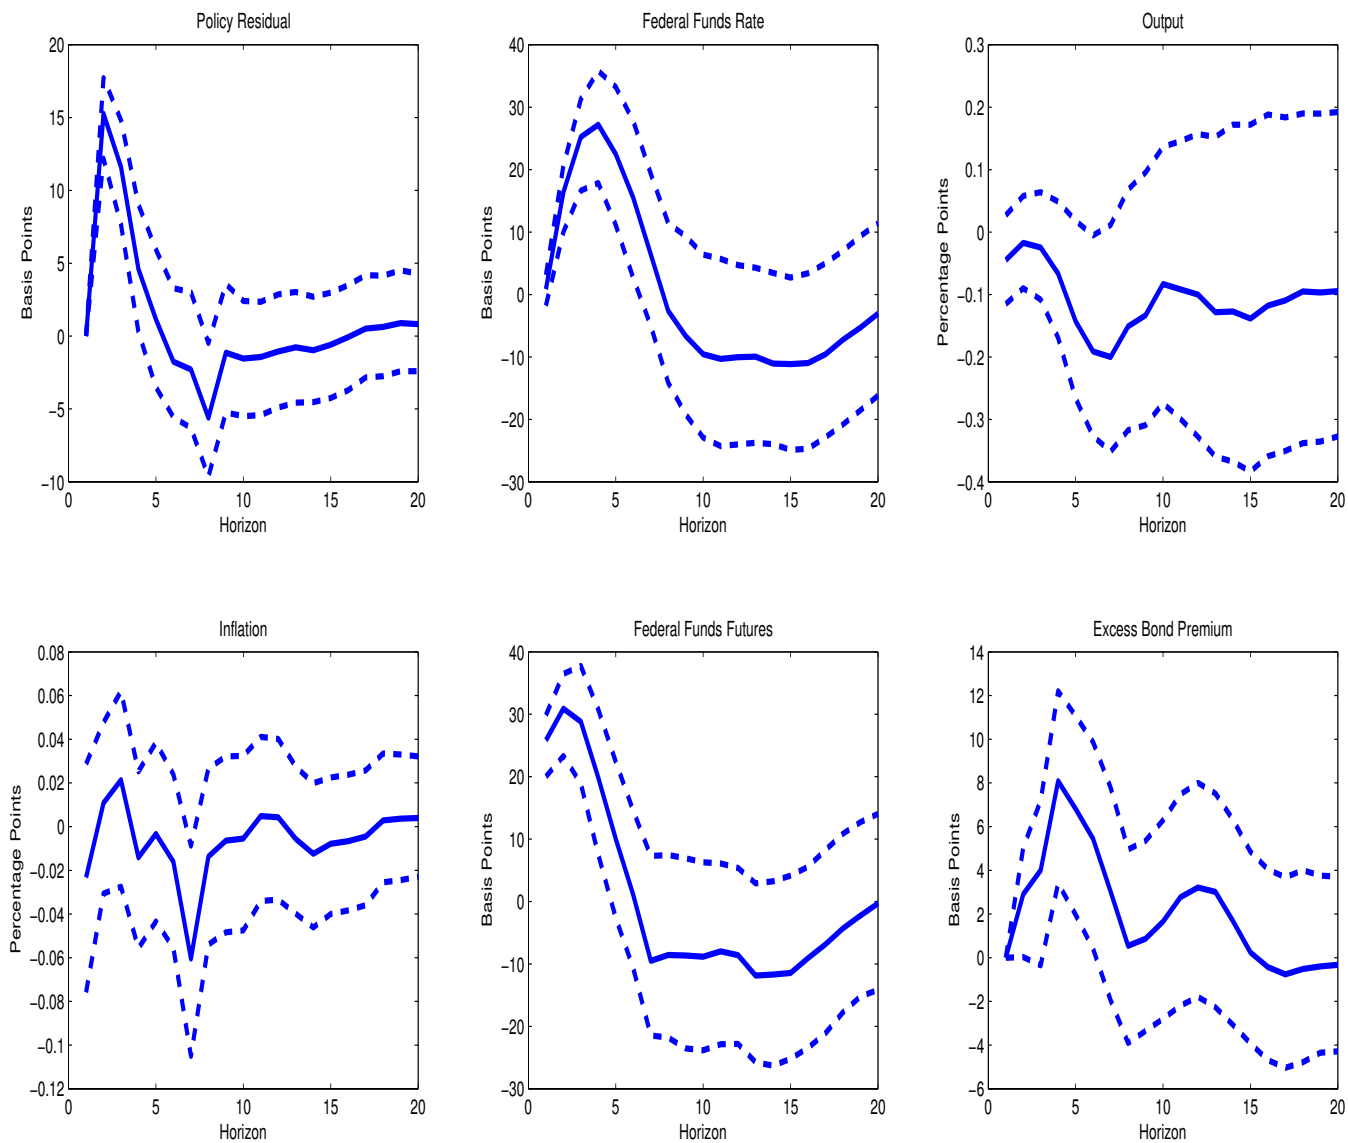 Policy Residual
Federal Funds Rate
Output
20
15
10
5
0
−5
−10
Basis Points
0 5 10 15 20
Horizon
40
30
20
10
0
−10
−20
−30
Basis Points
0 5 10 15 20
Horizon
0.3
0.2
0.1
0
−0.1
−0.2
−0.3
−0.4
Percentage Points
0 5 10 15 20
Horizon
Inflation
Federal Funds Futures
Excess Bond Premium
0.08
0.06
0.04
0.02
0
−0.02
−0.04
−0.06
−0.08
−0.1
−0.12
Percentage Points
0 5 10 15 20
Horizon
40
30
20
10
0
−10
−20
−30
Basis Points
0 5 10 15 20
Horizon
14
12
10
8
6
4
2
0
−2
−4
−6
Basis Points
0 5 10 15 20
Horizon